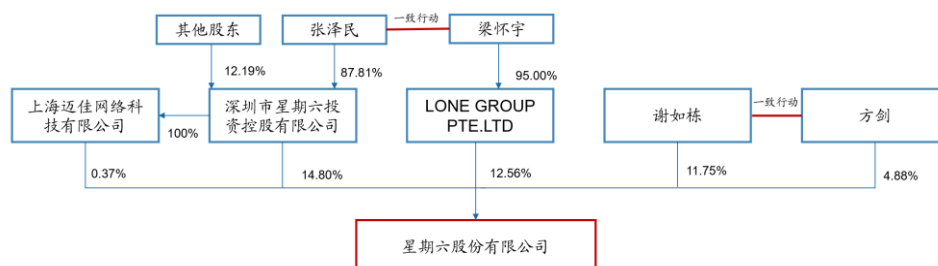 其他股东
张泽民
一致行动
梁怀宇
12.19%
87.81%
95.00%
上海迈佳网络科
技有限公司
100%
深圳市星期六投
资控股有限公司
LONE GROUP
PTE.LTD
谢如栋
一致行动
方剑
0.37%
14.80%
12.56%
11.75%
4.88%
星期六股份有限公司